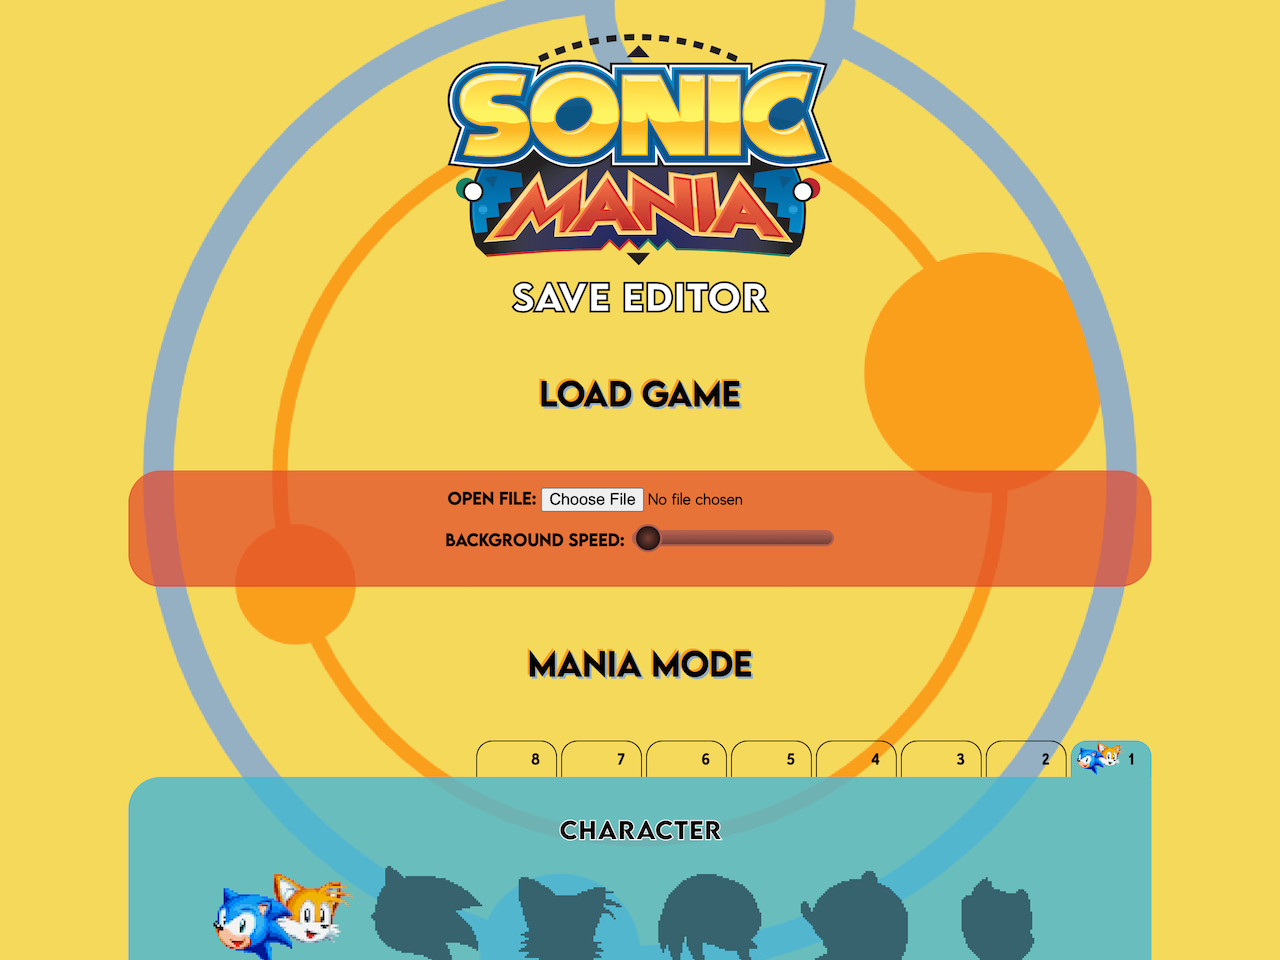 SONIC
MANIA
SAVE EDITOR
LOAD GAME
OPEN FILE: Choose File No file chosen
BACKGROUND SPEED:
MANIA MODE
8 7 6 5 4 3 2 1
CHARACTER